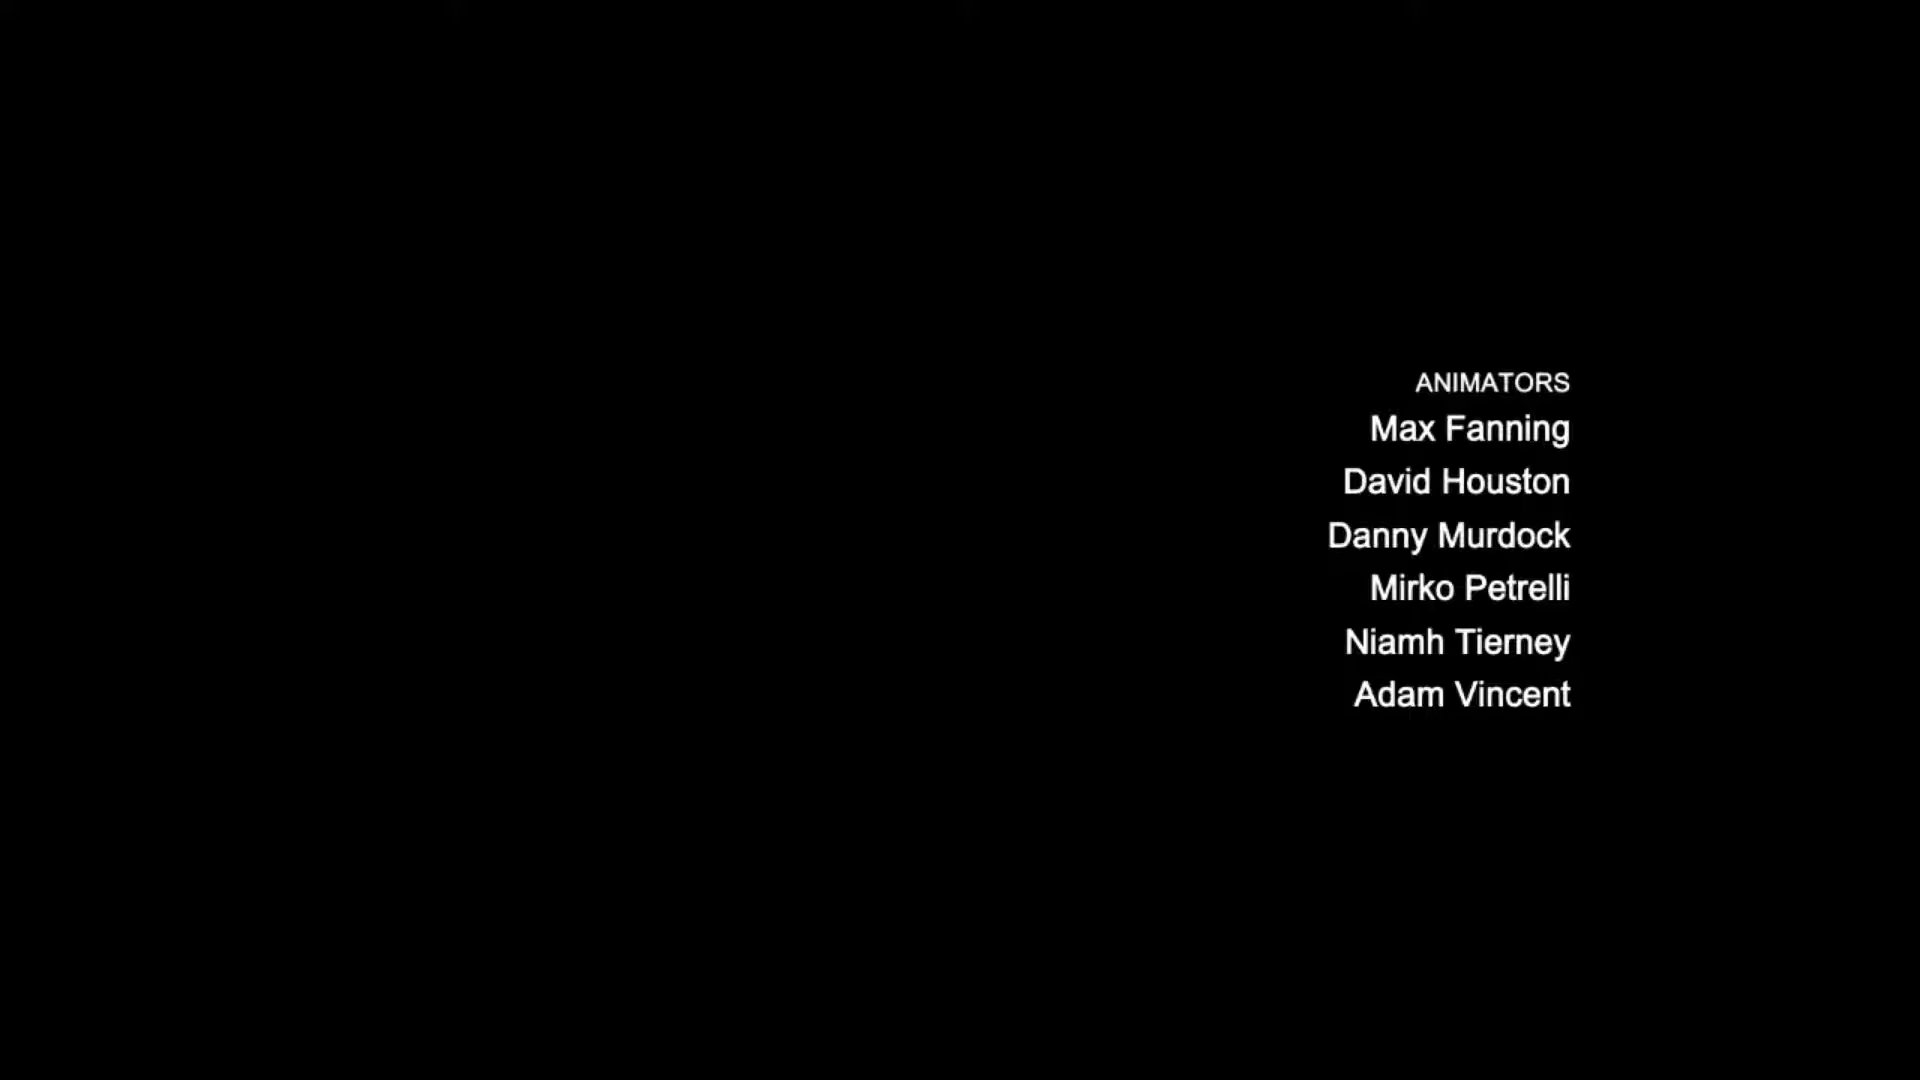 ANIMATORS
Max Fanning
David Houston
Danny Murdock
Mirko Petrelli
Niamh Tierney
Adam Vincent